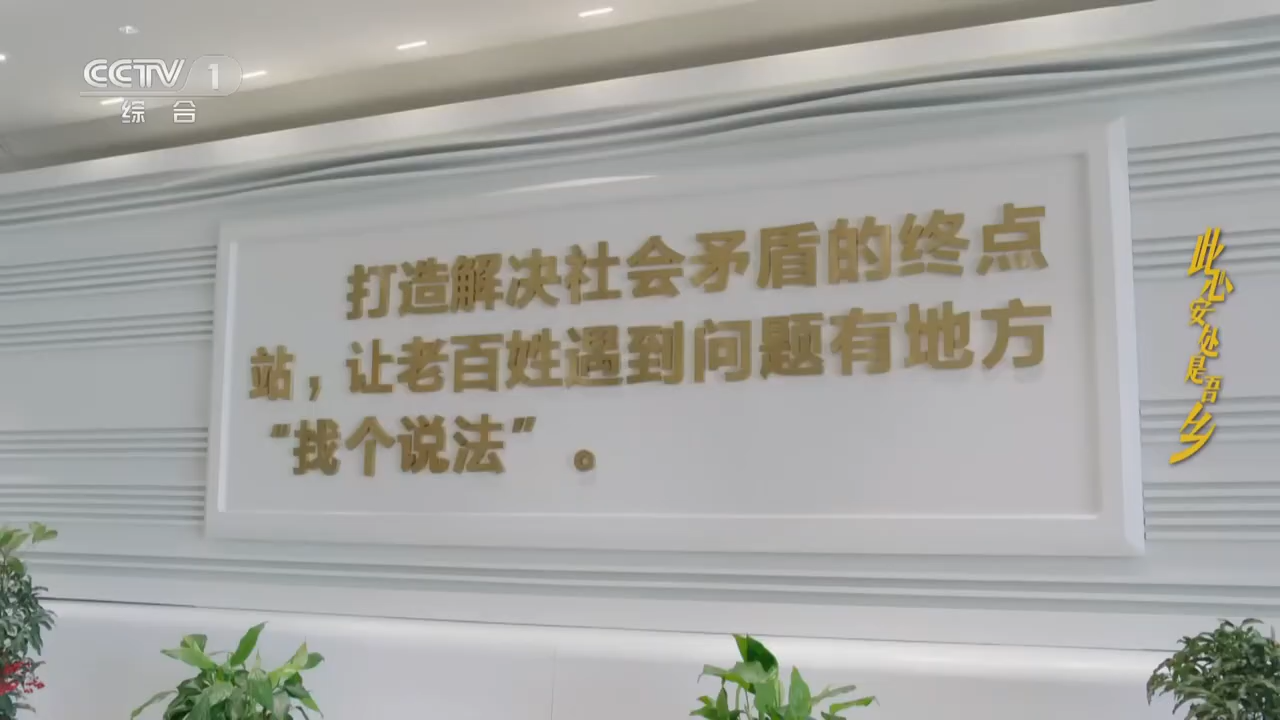 CCTV 1
综合
打造解决社会矛盾的终点
站，让老百姓遇到问题有地方
“找个说法”。
此心安处是吾乡